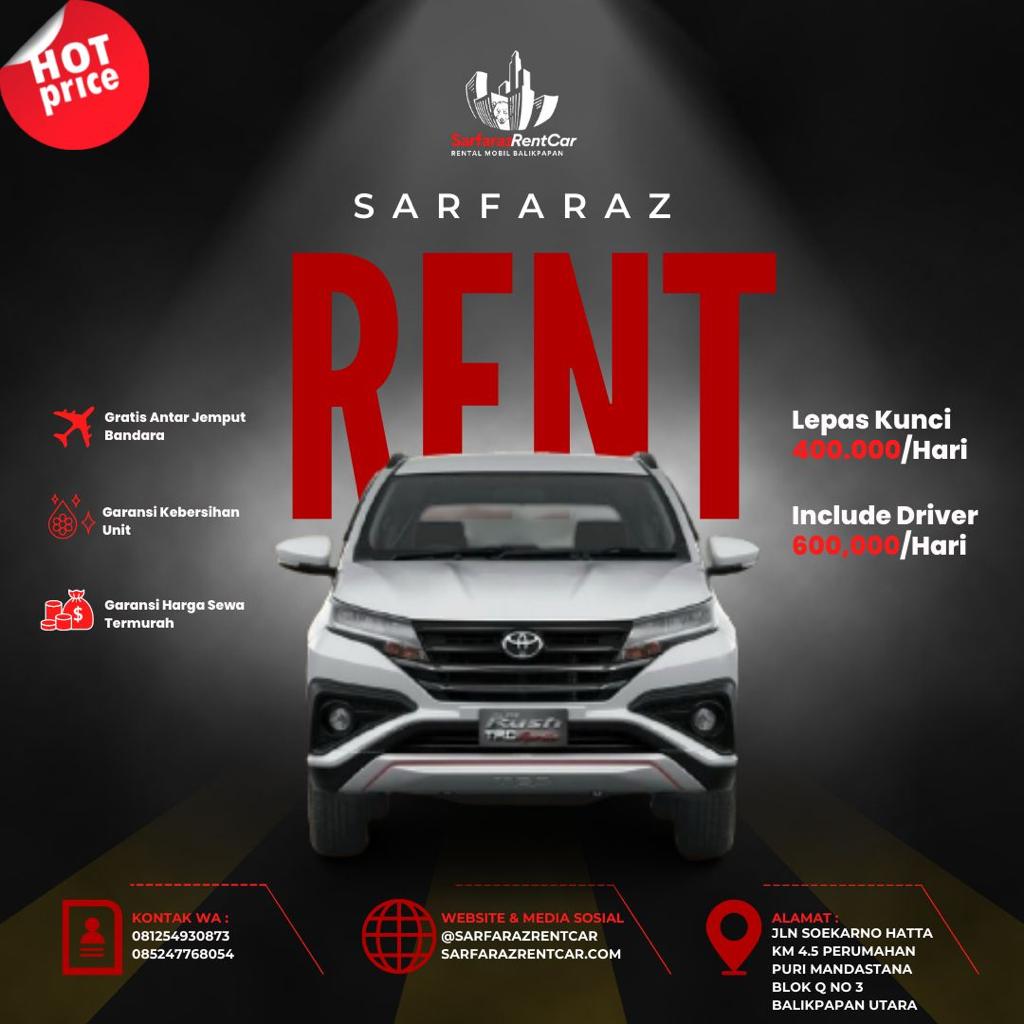 HOT
price
SarfarazRentCar
RENTAL MOBIL BALIKPAPAN
SARFARAZ
RENT
Gratis Antar Jemput
Bandara
Garansi Kebersihan
Unit
Garansi Harga Sewa
Termurah
Lepas Kunci
400.000/Hari
Include Driver
600,000/Hari
Rush
TRD
KONTAK WA :
081254930873
085247768054
WEBSITE & MEDIA SOSIAL
@SARFARAZRENTCAR
SARFARAZRENTCAR.COM
ALAMAT :
JLN SOEKARNO HATTA
KM 4.5 PERUMAHAN
PURI MANDASTANA
BLOK Q NO 3
BALIKPAPAN UTARA